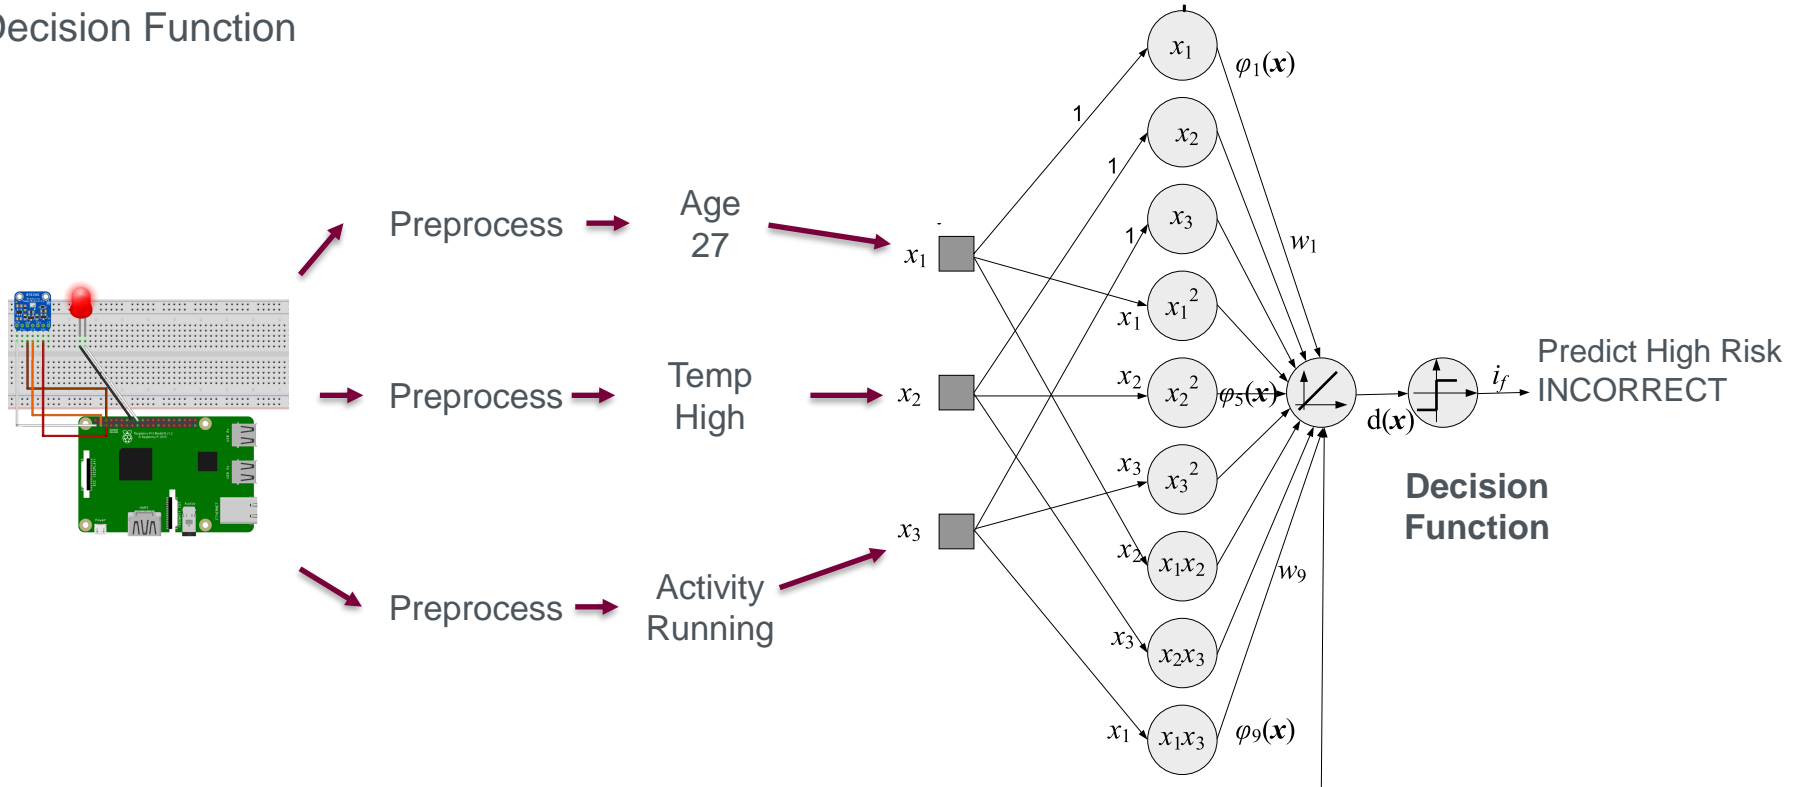 Decision Function
Preprocess
Age
27
Preprocess
Temp
High
Preprocess
Activity
Running
x1
x2
x3
1
1
1
x1
x2
x3
x2
x3
x1
x1
x2
x3
x1²
x2²
x3²
x1x2
x2x3
x1x3
φ1(x)
w1
φ5(x)
w9
φ9(x)
d(x)
if
Predict High Risk
INCORRECT
Decision
Function